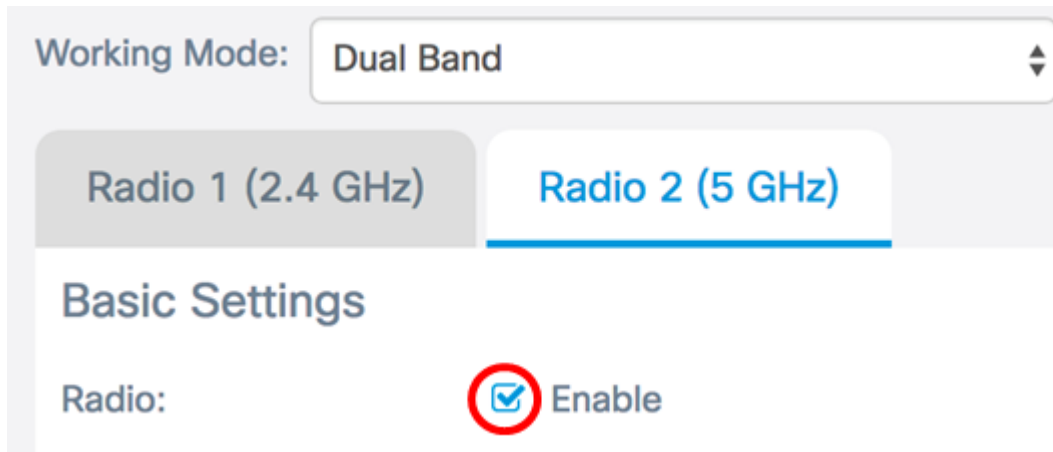 Working Mode: Dual Band
Radio 1 (2.4 GHz) Radio 2 (5 GHz)
Basic Settings
Radio: Enable